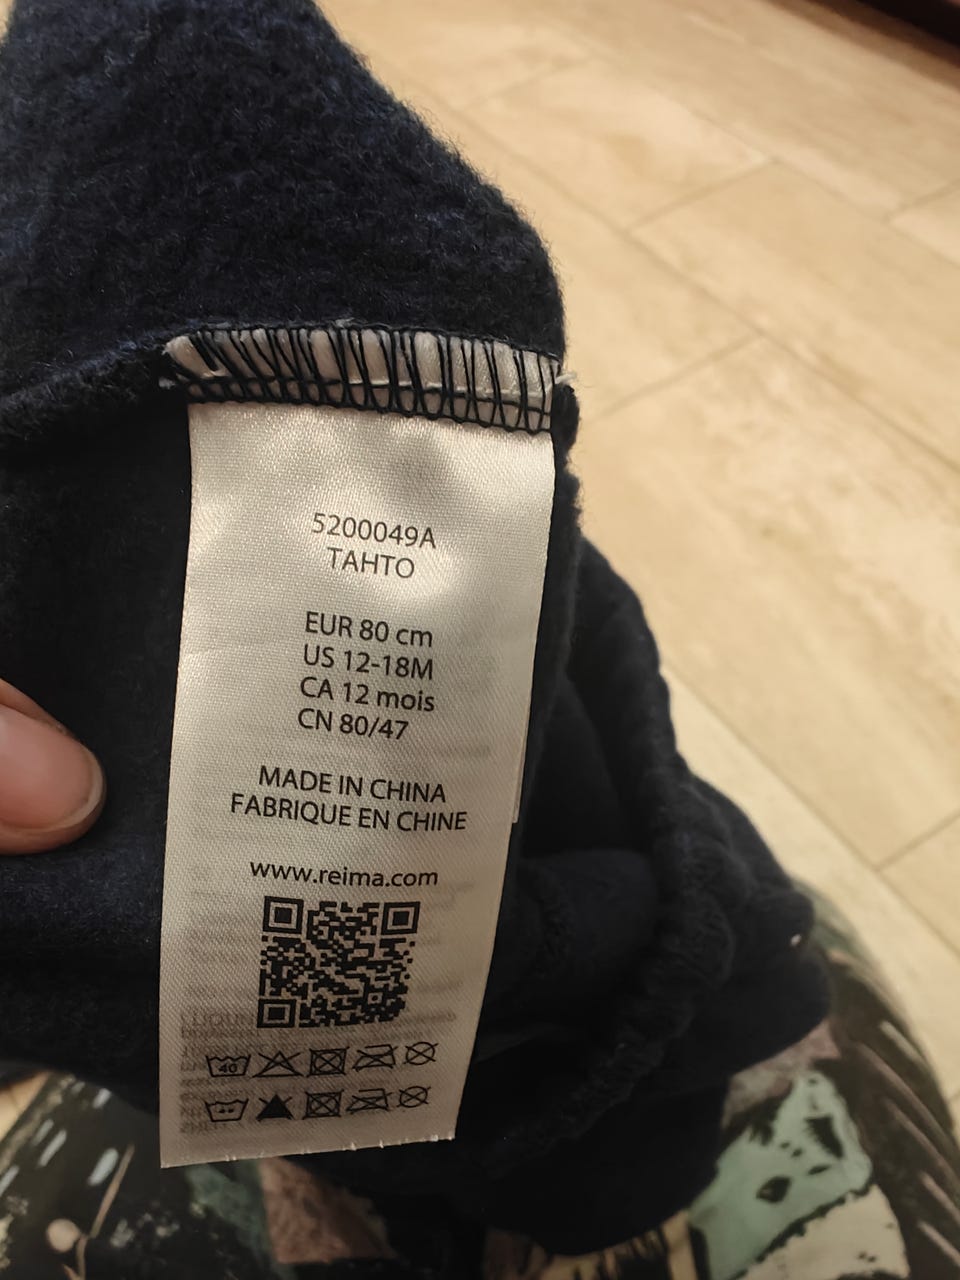 5200049A
TAHTO
EUR 80 cm
US 12-18M
CA 12 mois
CN 80/47
MADE IN CHINA
FABRIQUE EN CHINE
www.reima.com
40